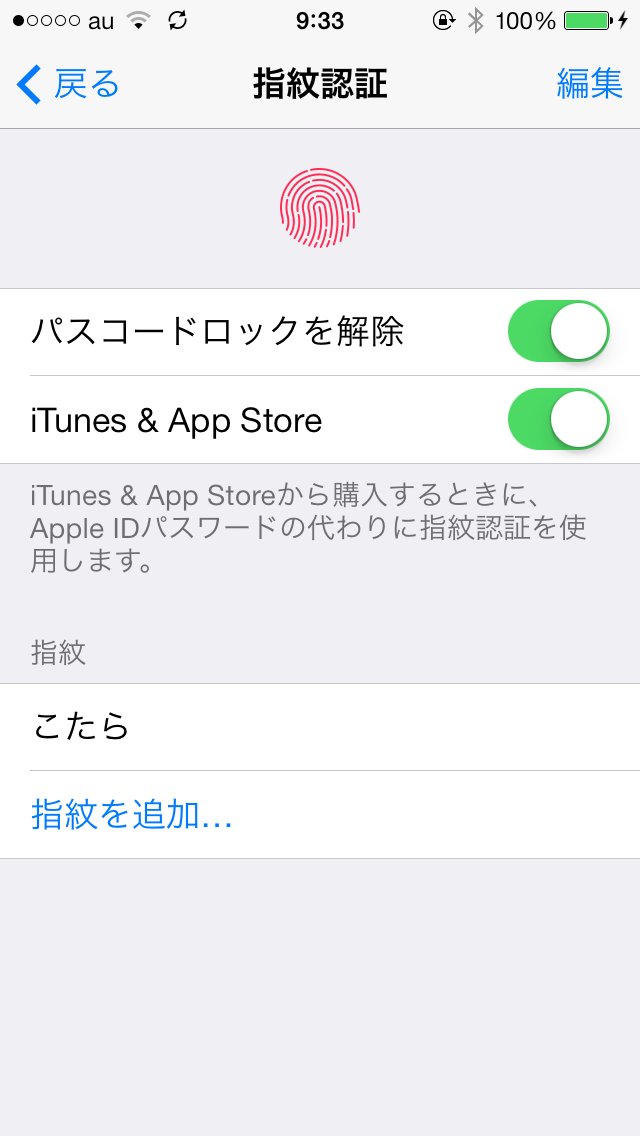 au 9:33 100%
戻る 指紋認証 編集
パスコードロックを解除
iTunes & App Store
iTunes & App Storeから購入するときに、
Apple IDパスワードの代わりに指紋認証を使
用します。
指紋
こたら
指紋を追加...